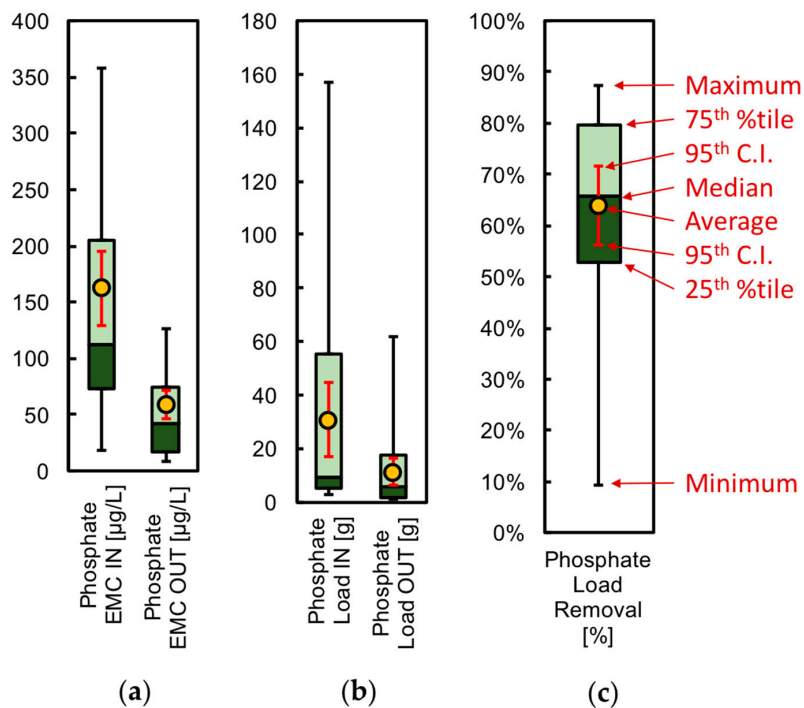 400
350
300
250
200
150
100
50
0
Phosphate
EMC IN [µg/L]
Phosphate
EMC OUT [µg/L]
(a)
180
160
140
120
100
80
60
40
20
0
Phosphate
Load IN [g]
Phosphate
Load OUT [g]
(b)
100%
90%
80%
70%
60%
50%
40%
30%
20%
10%
0%
Maximum
75th %tile
95th C.I.
Median
Average
95th C.I.
25th %tile
Minimum
Phosphate
Load
Removal
[%]
(c)